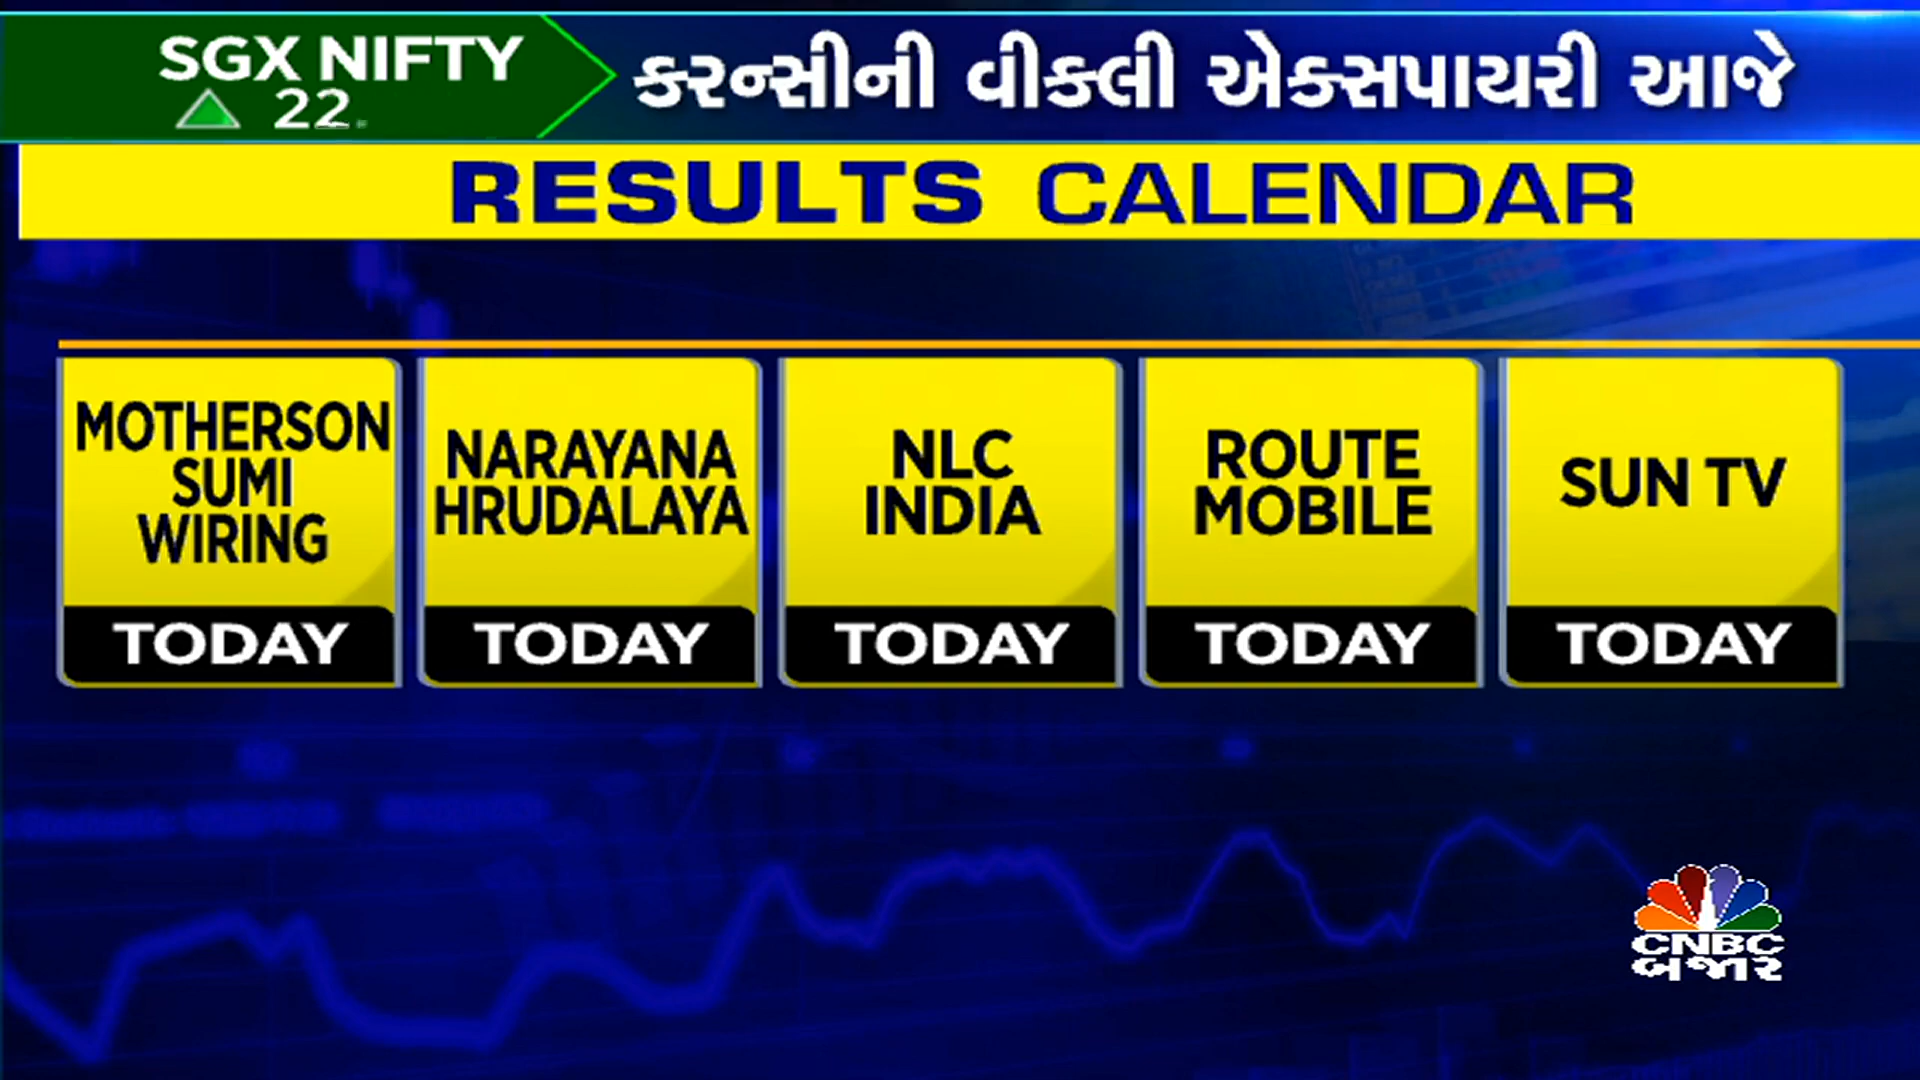 SGX NIFTY
22
કરન્સીની વીકલી એક્સપાયરી આજે
RESULTS CALENDAR
MOTHERSON
SUMI
WIRING
TODAY
NARAYANA
HRUDALAYA
TODAY
NLC
INDIA
TODAY
ROUTE
MOBILE
TODAY
SUN TV
TODAY
CNBC
બજાર